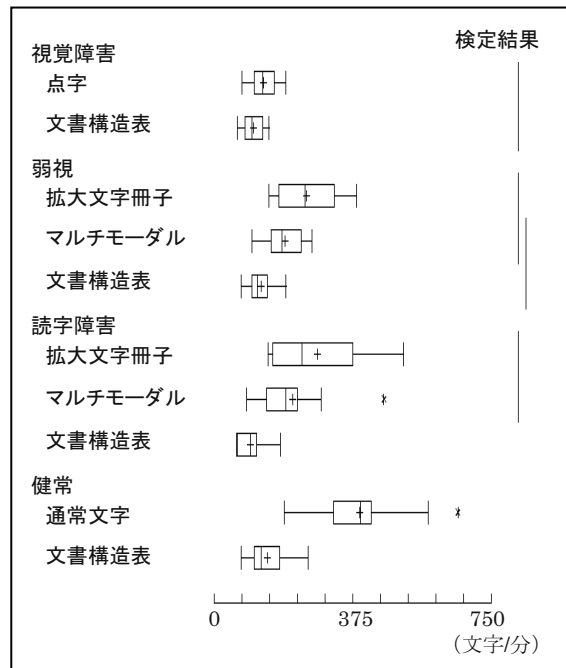 検定結果
視覚障害
点字
文書構造表
弱視
拡大文字冊子
マルチモーダル
文書構造表
読字障害
拡大文字冊子
マルチモーダル
文書構造表
健常
通常文字
文書構造表
0 375 750
(文字/分)